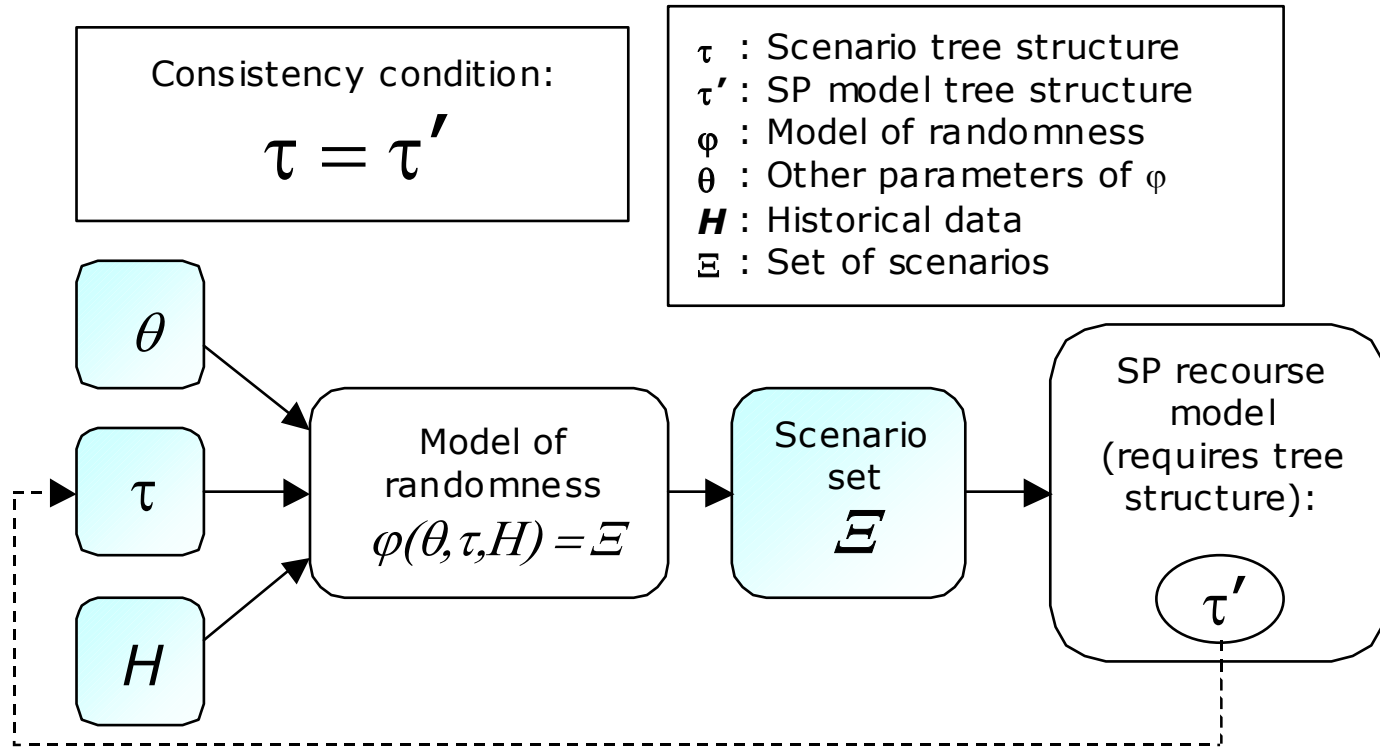 Consistency condition:
τ = τ′
τ : Scenario tree structure
τ′ : SP model tree structure
φ : Model of randomness
θ : Other parameters of φ
H : Historical data
Ξ : Set of scenarios
θ
τ
H
Model of
randomness
φ(θ,τ,H) = Ξ
Scenario
set
Ξ
SP recourse
model
(requires tree
structure):
τ′